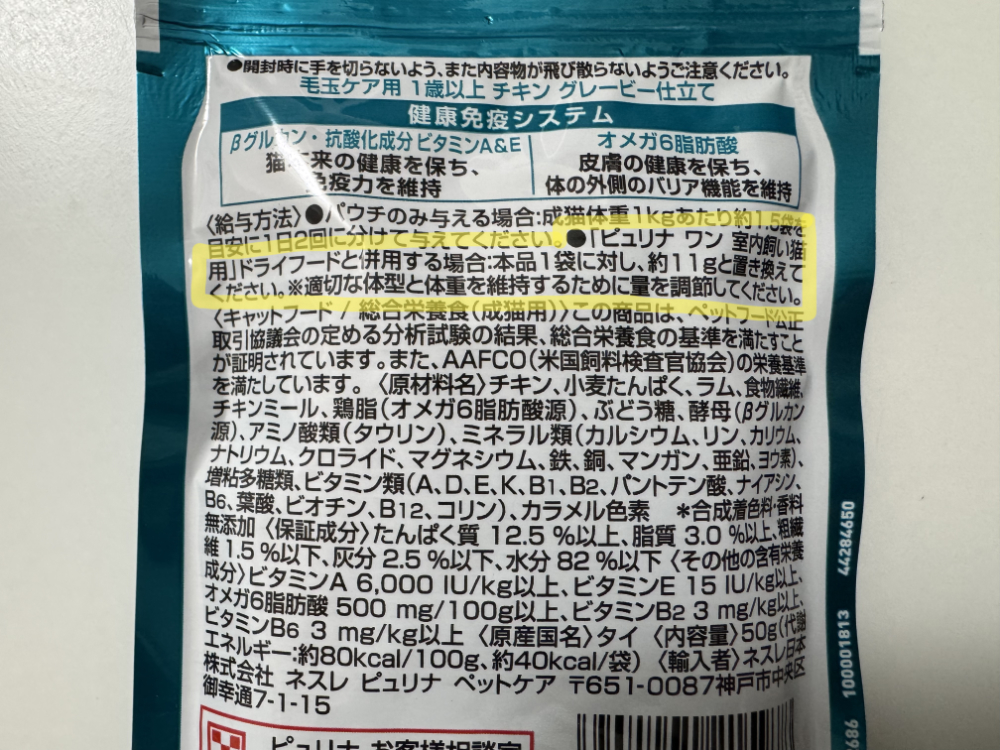 ●開封時に手を切らないよう、また内容物が飛び散らないようご注意ください。
毛玉ケア用 1歳以上 チキン グレービー仕立て
健康免疫システム
βグルカン・抗酸化成分ビタミンA&E
猫本来の健康を保ち、
免疫力を維持
オメガ6脂肪酸
皮膚の健康を保ち、
体の外側のバリア機能を維持
〈給与方法〉●パウチのみ与える場合:成猫体重1kgあたり約1.5袋を
目安に1日2回に分けて与えてください。●「ピュリナ ワン 室内飼い猫
用」ドライフードと併用する場合:本品1袋に対し、約11gと置き換えて
ください。※適切な体型と体重を維持するために量を調節してください。
〈キャットフード / 総合栄養食(成猫用)〉この商品は、ペットフード公正
取引協議会の定める分析試験の結果、総合栄養食の基準を満たすこと
が証明されています。また、AAFCO(米国飼料検査官協会)の栄養基準
を満たしています。〈原材料名〉チキン、小麦たんぱく、ラム、食物繊維、
チキンミール、鶏脂(オメガ6脂肪酸源)、ぶどう糖、酵母(βグルカン
源)、アミノ酸類(タウリン)、ミネラル類(カルシウム、リン、カリウム、
ナトリウム、クロライド、マグネシウム、鉄、銅、マンガン、亜鉛、ヨウ素)、
増粘多糖類、ビタミン類(A、D、E、K、B1、B2、パントテン酸、ナイアシン、
B6、葉酸、ビオチン、B12、コリン)、カラメル色素 *合成着色料・香料
無添加〈保証成分〉たんぱく質 12.5 %以上、脂質 3.0 %以上、粗繊
維 1.5 %以下、灰分 2.5 %以下、水分 82 %以下〈その他の含有栄養
成分〉ビタミンA 6,000 IU/kg以上、ビタミンE 15 IU/kg以上、
オメガ6脂肪酸 500 mg/100g以上、ビタミンB2 3 mg/kg以上、
ビタミンB6 3 mg/kg以上〈原産国名〉タイ〈内容量〉50g(代謝
エネルギー:約80kcal/100g、約40kcal/袋)〈輸入者〉ネスレ日本
株式会社 ネスレ ピュリナ ペットケア 〒651-0087神戸市中央区
御幸通7-1-15
ピュリナ お客様相談室
44284650
100001813
686